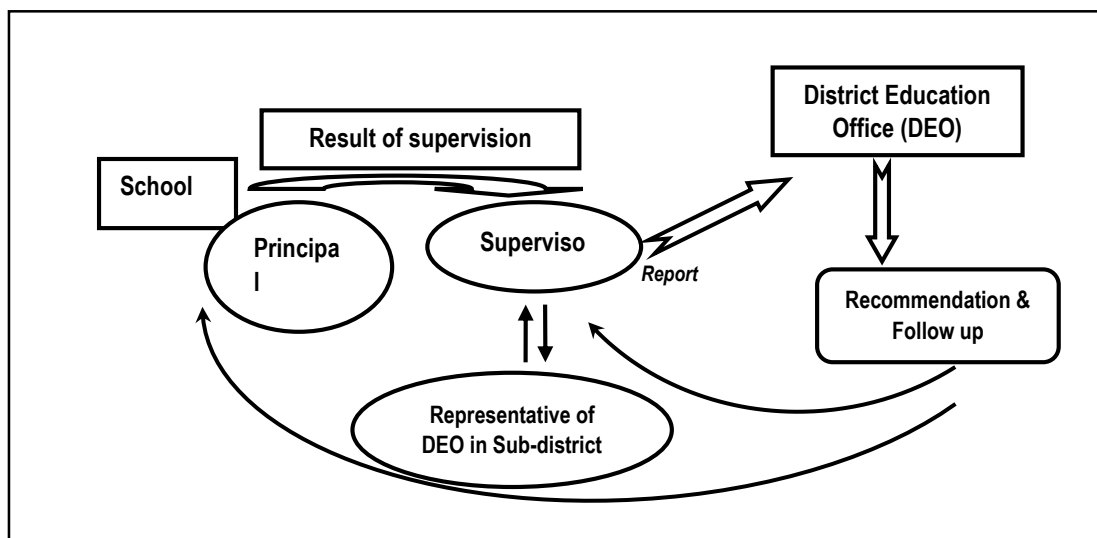 District Education
Office (DEO)
Result of supervision
School
Principa
l
Superviso
Report
Recommendation &
Follow up
Representative of
DEO in Sub-district